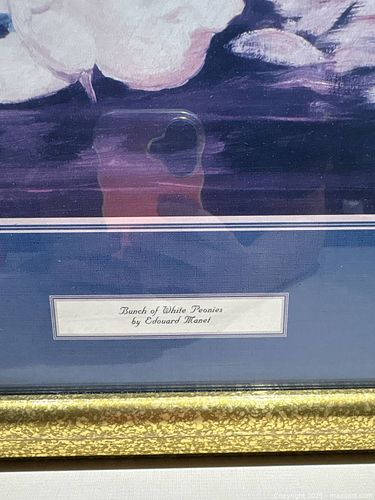 Bunch of White Peonies
by Edouard Manet